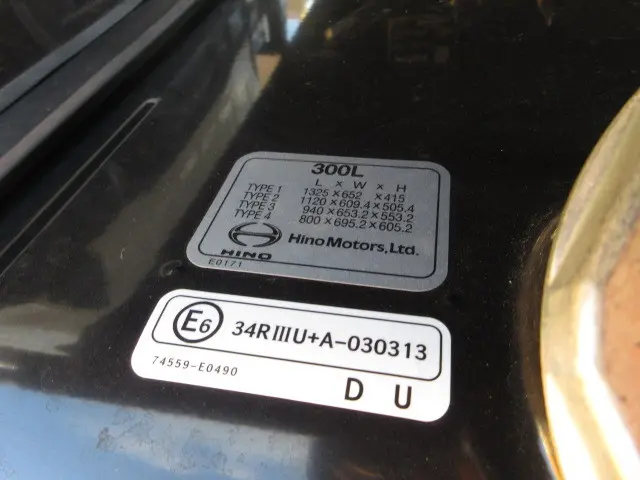 300L
L × W × H
TYPE 1 1325×652 ×415
TYPE 2 1120×609.4×505.4
TYPE 3 940×653.2×553.2
TYPE 4 800×695.2×605.2
HINO Hino Motors, Ltd.
E0171
E6 34RⅢU+A-030313
74559-E0490
D U